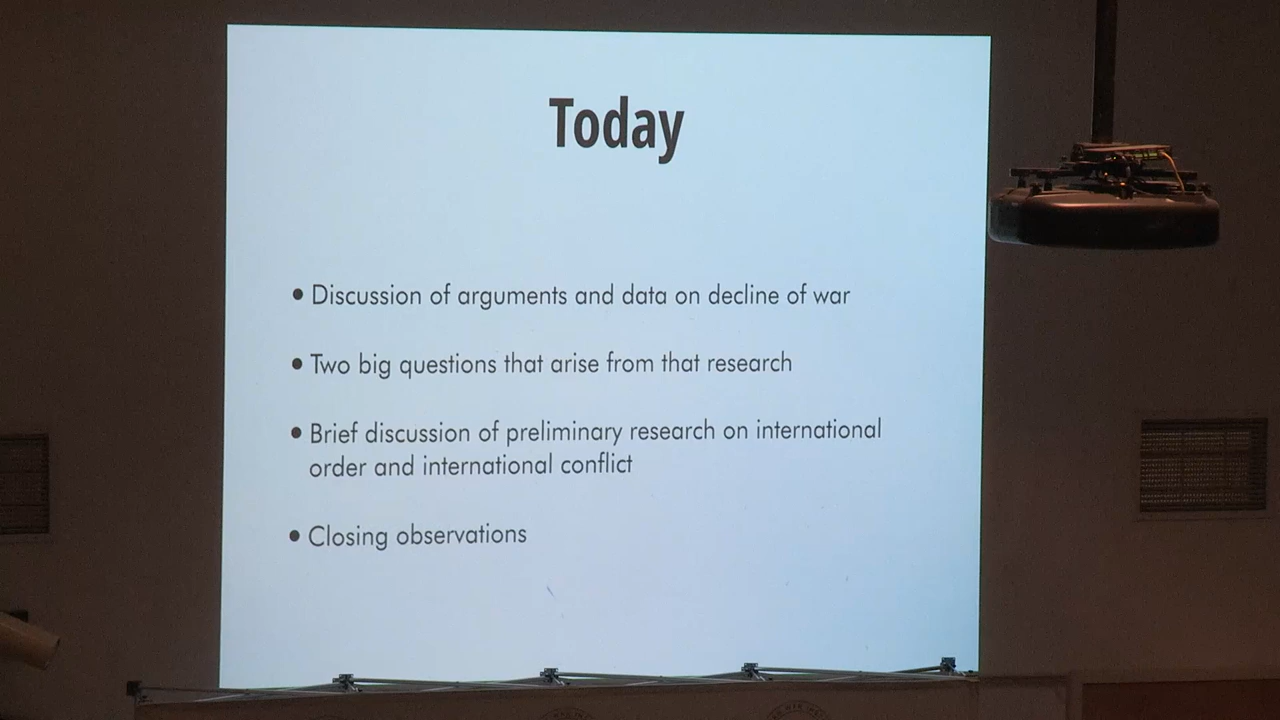 Today
• Discussion of arguments and data on decline of war
• Two big questions that arise from that research
• Brief discussion of preliminary research on international
order and international conflict
• Closing observations